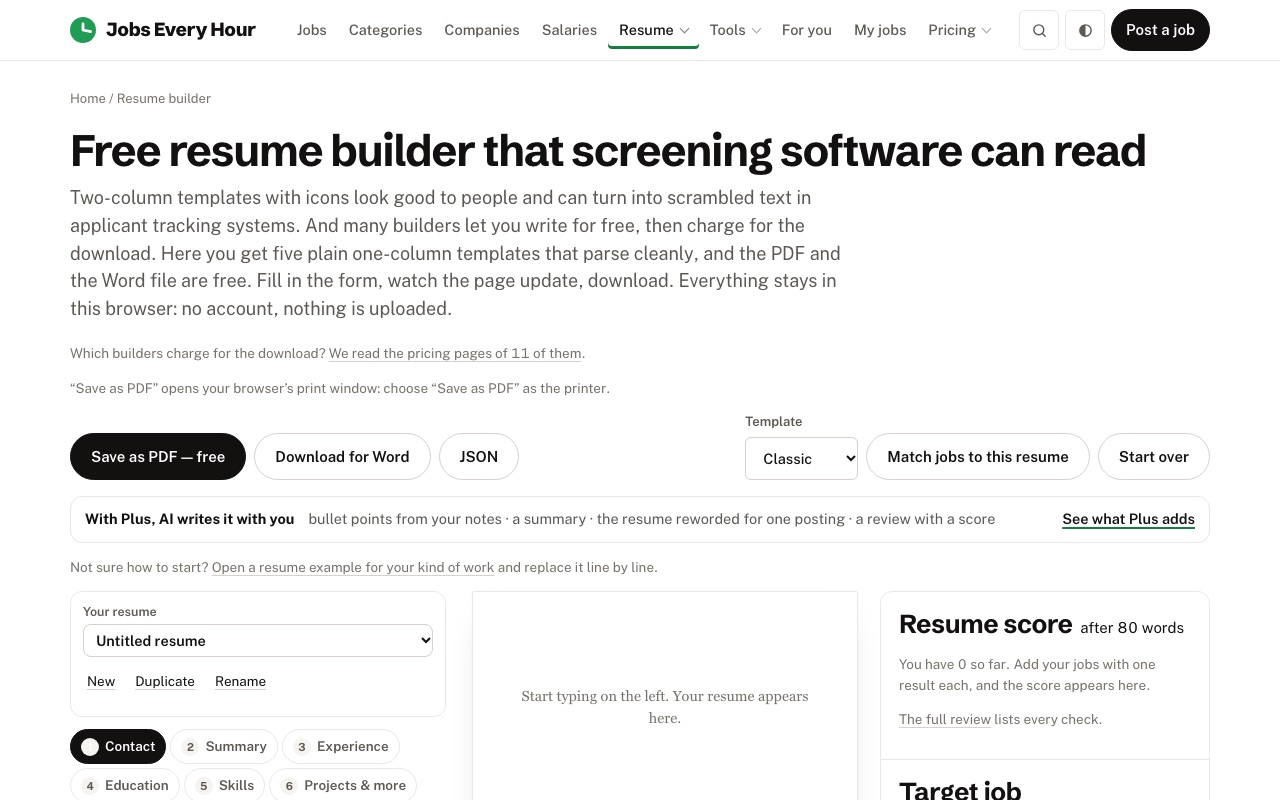 Jobs Every Hour
Jobs
Categories
Companies
Salaries
Resume
Tools
For you
My jobs
Pricing
Post a job
Home / Resume builder
Free resume builder that screening software can read
Two-column templates with icons look good to people and can turn into scrambled text in
applicant tracking systems. And many builders let you write for free, then charge for the
download. Here you get five plain one-column templates that parse cleanly, and the PDF and
the Word file are free. Fill in the form, watch the page update, download. Everything stays in
this browser: no account, nothing is uploaded.
Which builders charge for the download? We read the pricing pages of 11 of them.
“Save as PDF” opens your browser’s print window: choose “Save as PDF” as the printer.
Template
Save as PDF — free
Download for Word
JSON
Classic
Match jobs to this resume
Start over
With Plus, AI writes it with you bullet points from your notes · a summary · the resume reworded for one posting · a review with a score
See what Plus adds
Not sure how to start? Open a resume example for your kind of work and replace it line by line.
Your resume
Untitled resume
New
Duplicate
Rename
Contact
2 Summary
3 Experience
4 Education
5 Skills
6 Projects & more
Start typing on the left. Your resume appears
here.
Resume score after 80 words
You have 0 so far. Add your jobs with one
result each, and the score appears here.
The full review lists every check.
Target job